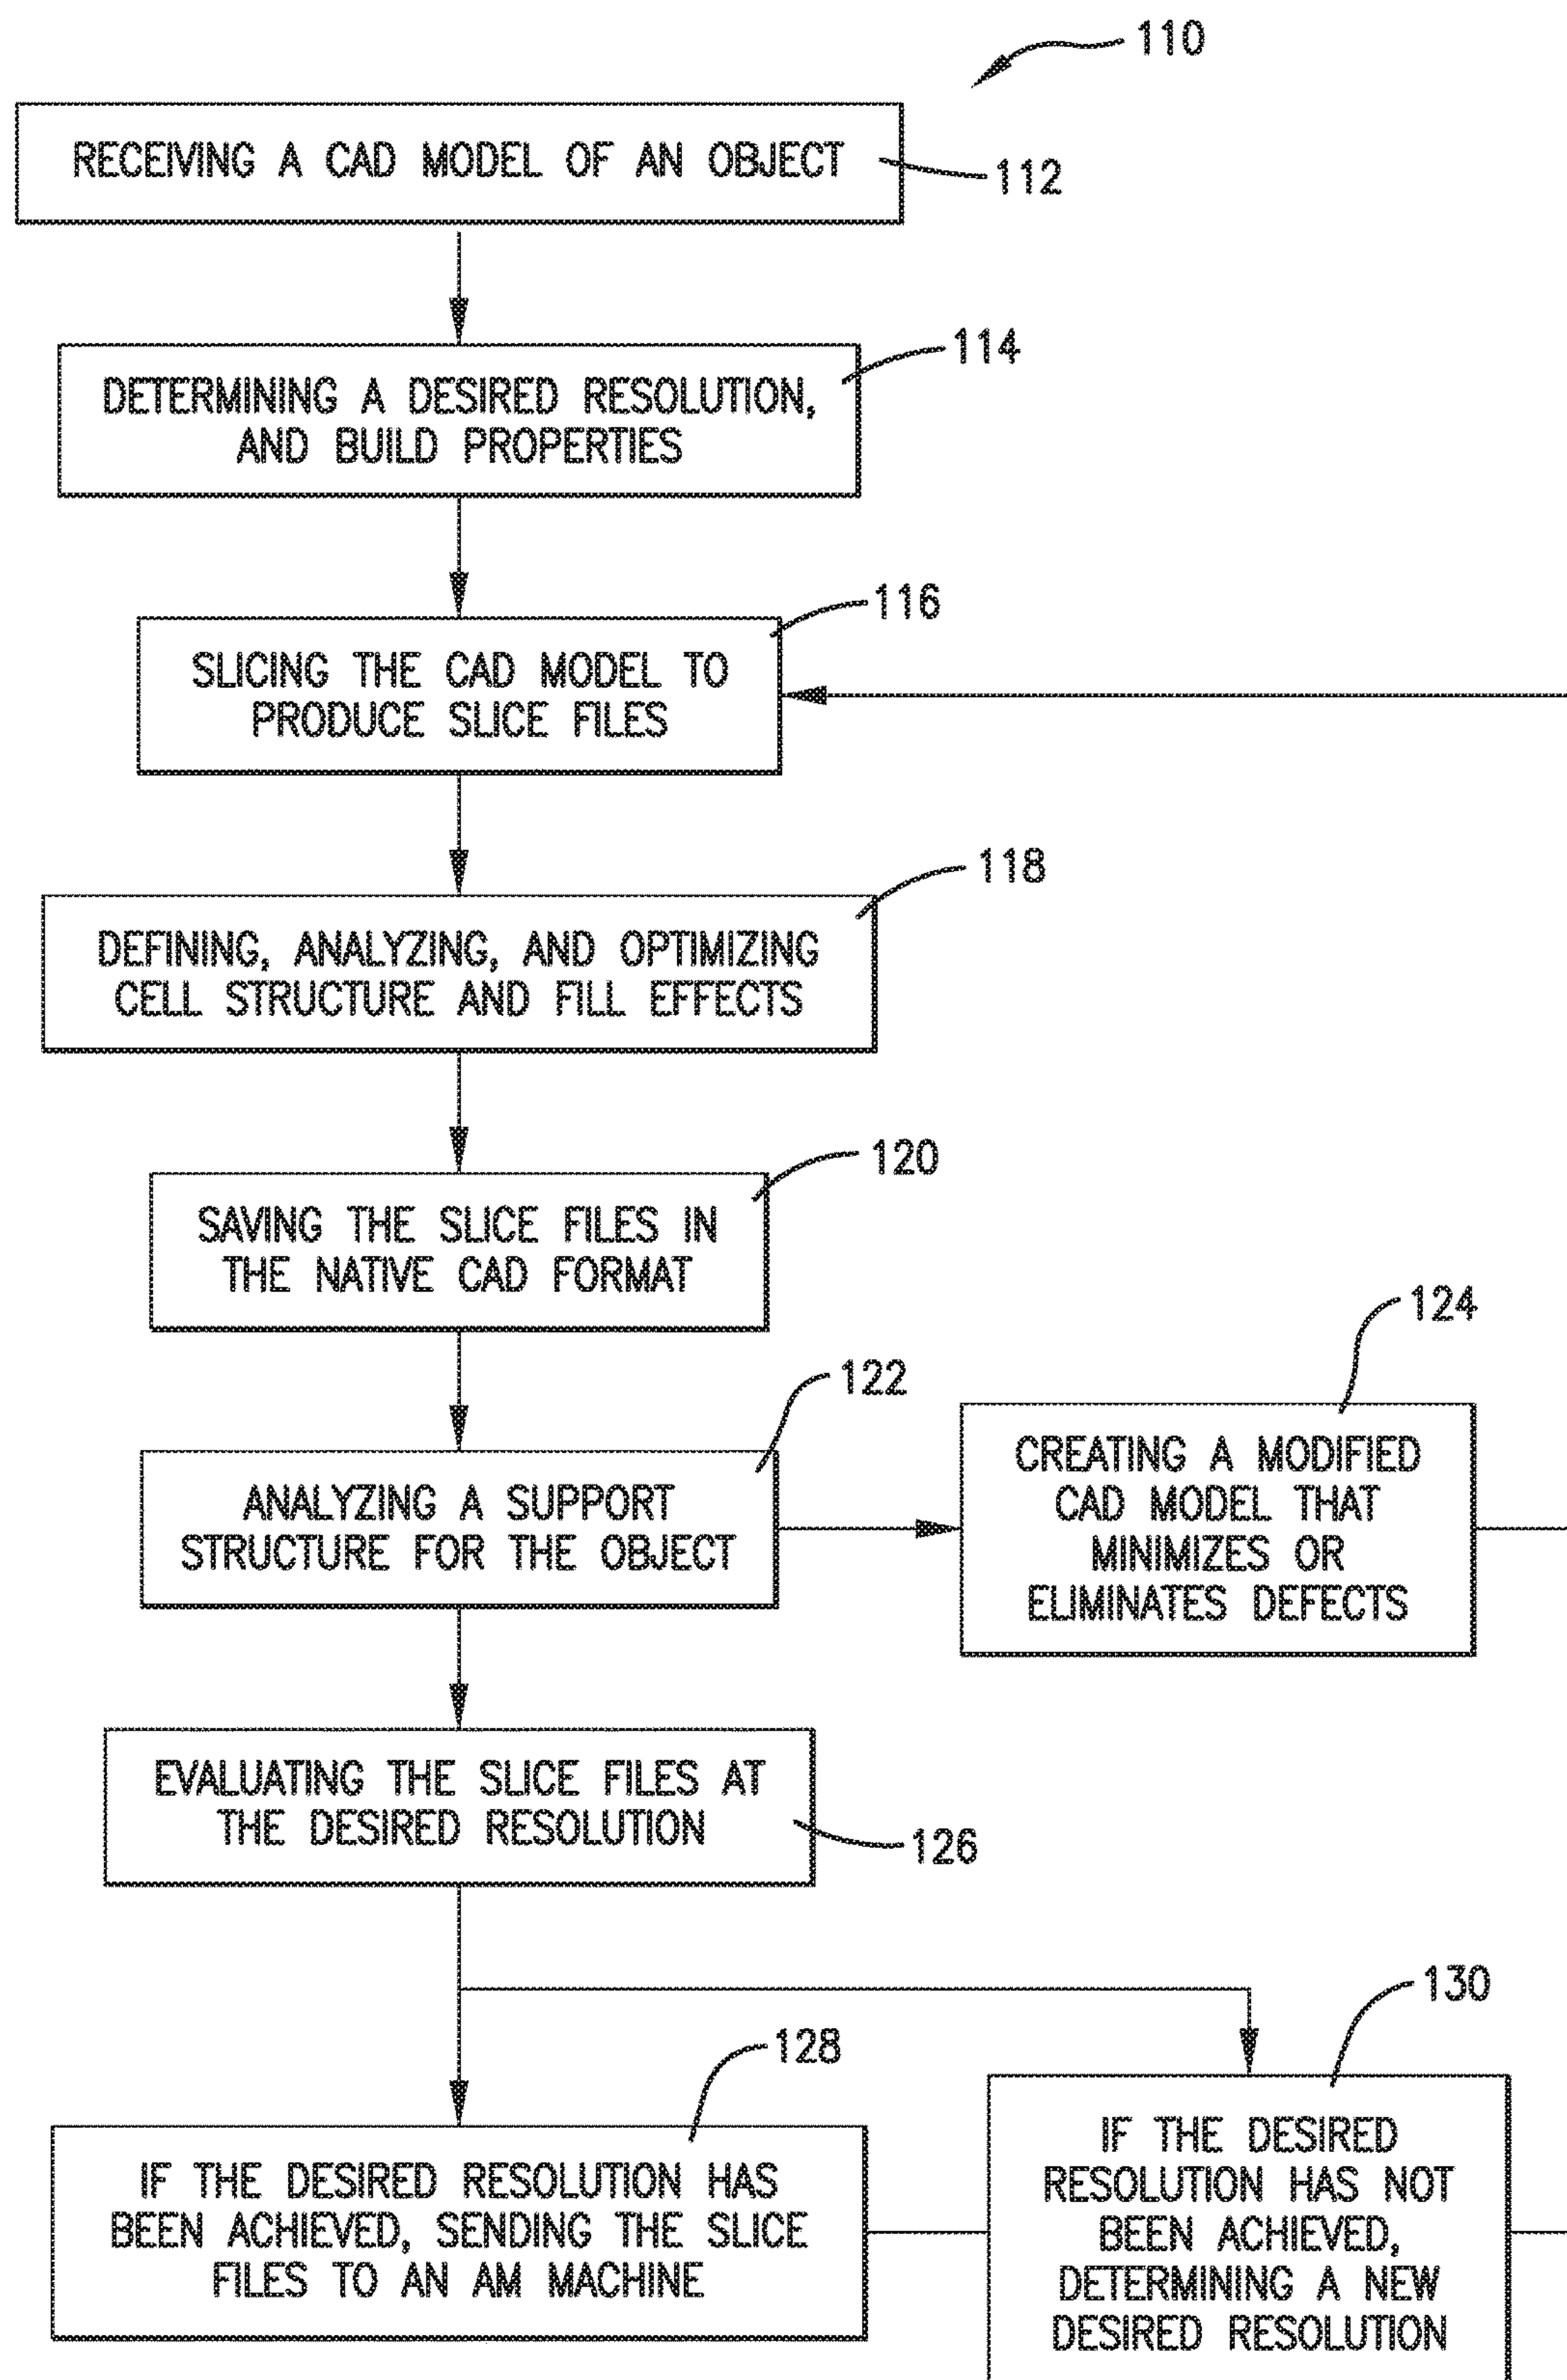 110
RECEIVING A CAD MODEL OF AN OBJECT
112
114
DETERMINING A DESIRED RESOLUTION,
AND BUILD PROPERTIES
116
SLICING THE CAD MODEL TO
PRODUCE SLICE FILES
118
DEFINING, ANALYZING, AND OPTIMIZING
CELL STRUCTURE AND FILL EFFECTS
120
SAVING THE SLICE FILES IN
THE NATIVE CAD FORMAT
122
ANALYZING A SUPPORT
STRUCTURE FOR THE OBJECT
124
CREATING A MODIFIED
CAD MODEL THAT
MINIMIZES OR
ELIMINATES DEFECTS
EVALUATING THE SLICE FILES AT
THE DESIRED RESOLUTION
126
128
IF THE DESIRED RESOLUTION HAS
BEEN ACHIEVED, SENDING THE SLICE
FILES TO AN AM MACHINE
130
IF THE DESIRED
RESOLUTION HAS NOT
BEEN ACHIEVED,
DETERMINING A NEW
DESIRED RESOLUTION